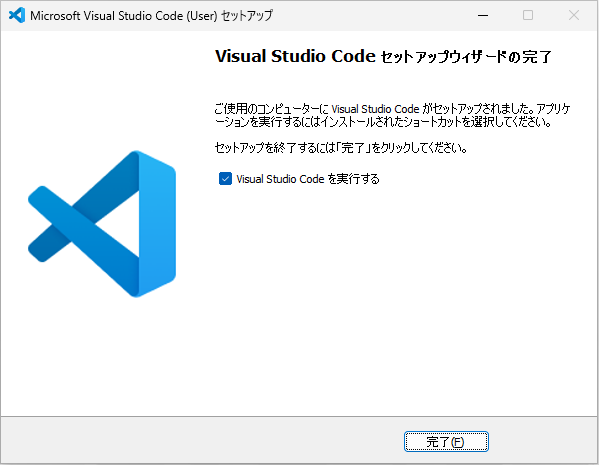 Microsoft Visual Studio Code (User) セットアップ
Visual Studio Code セットアップウィザードの完了
ご使用のコンピューターに Visual Studio Code がセットアップされました。アプリケ
ーションを実行するにはインストールされたショートカットを選択してください。
セットアップを終了するには「完了」をクリックしてください。
Visual Studio Code を実行する
完了(F)